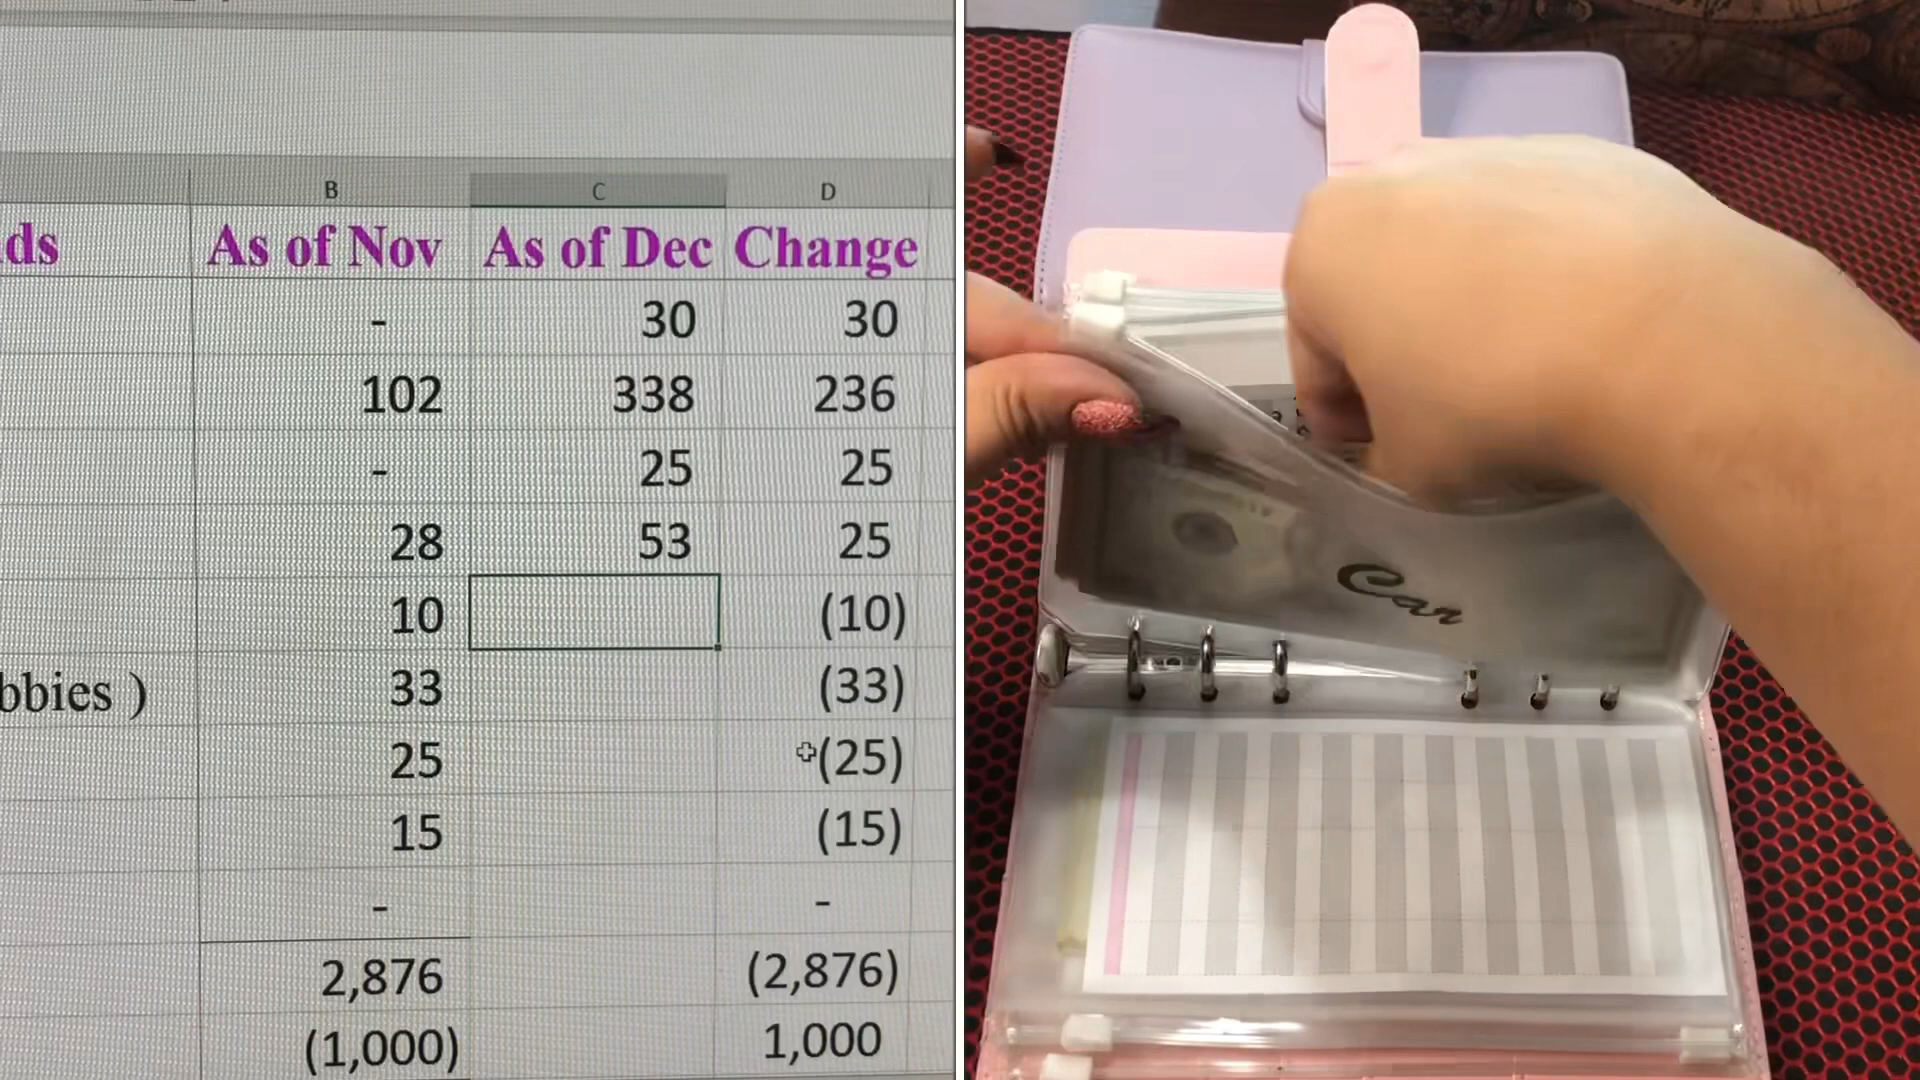 B C D
ds As of Nov As of Dec Change
- 30 30
102 338 236
- 25 25
28 53 25
10 (10)
bbies ) 33 (33)
25 (25)
15 (15)
- -
2,876 (2,876)
(1,000) 1,000
Car